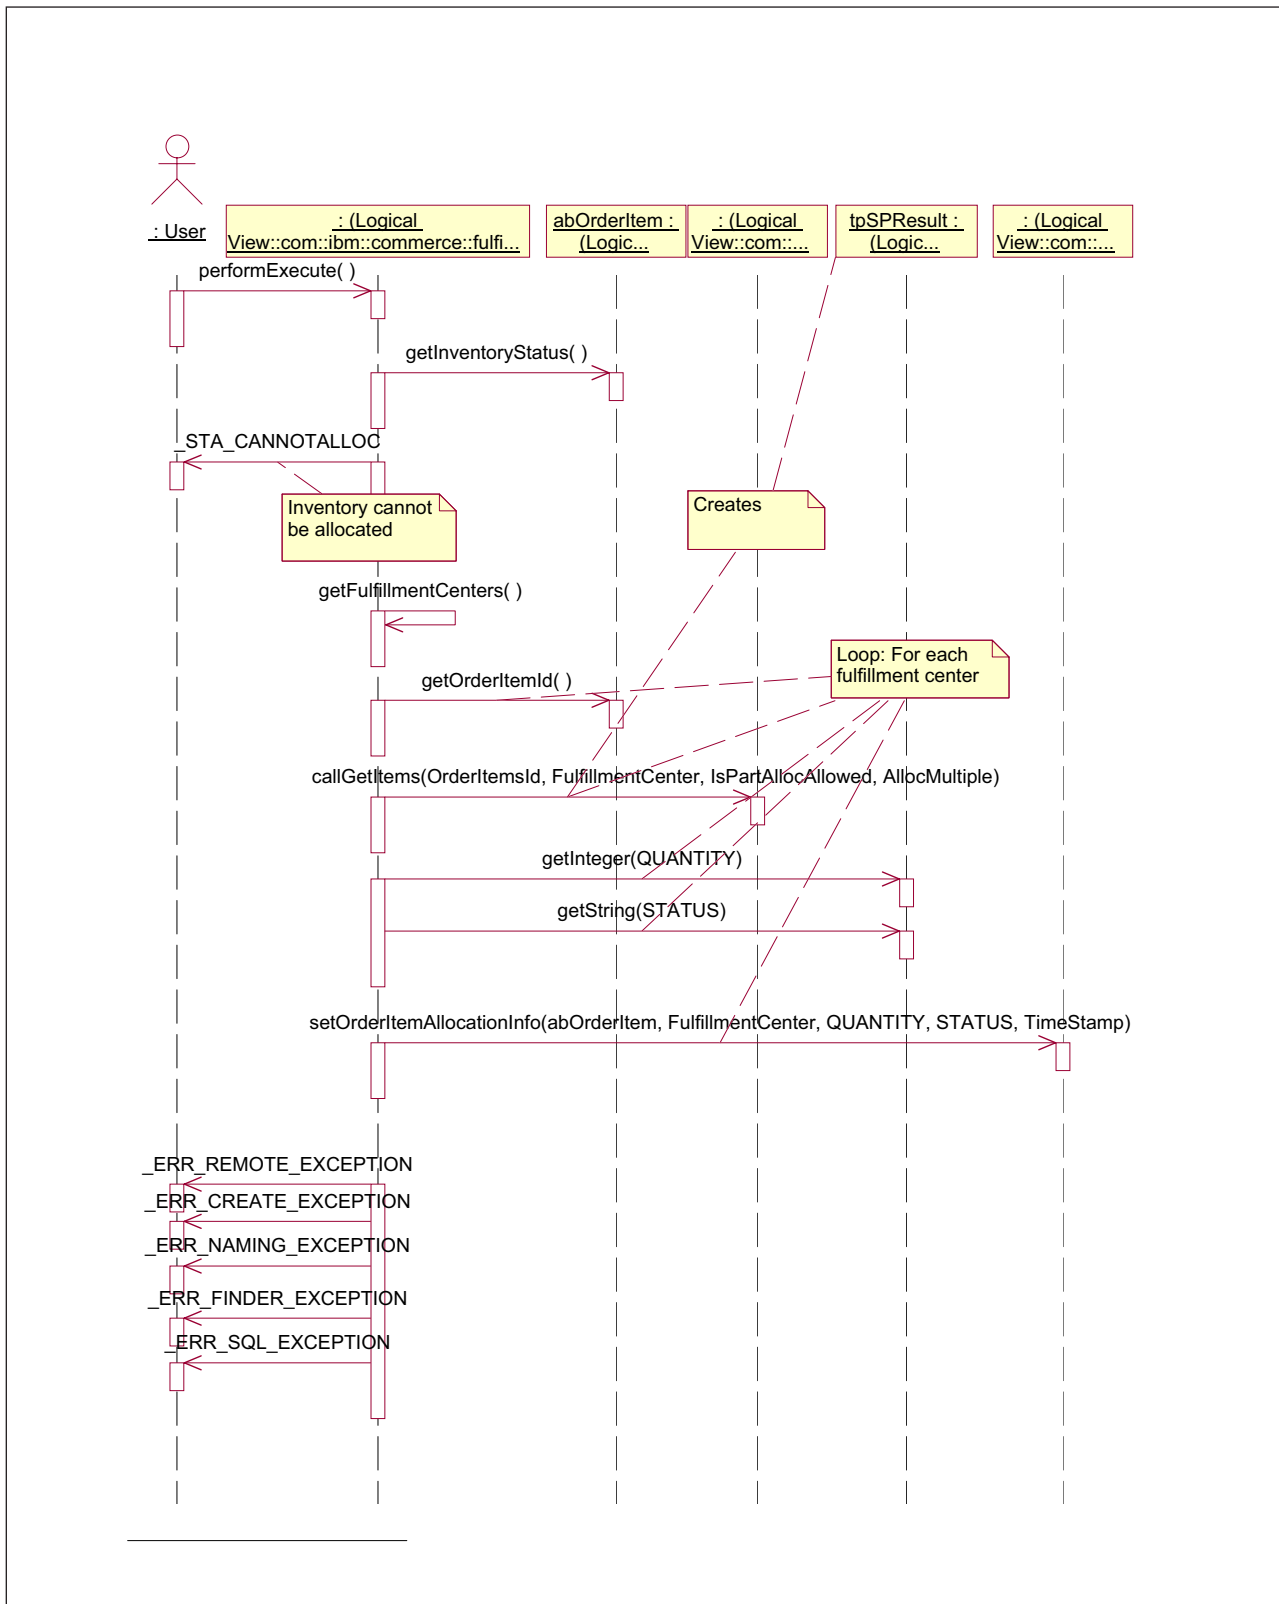 : User
: (Logical
View::com::ibm::commerce::fulfi...
abOrderItem :
(Logic...
: (Logical
View::com::...
tpSPResult :
(Logic...
: (Logical
View::com::...
performExecute( )
getInventoryStatus( )
_STA_CANNOTALLOC
Inventory cannot
be allocated
Creates
getFulfillmentCenters( )
Loop: For each
fulfillment center
getOrderItemId( )
callGetItems(OrderItemsId, FulfillmentCenter, IsPartAllocAllowed, AllocMultiple)
getInteger(QUANTITY)
getString(STATUS)
setOrderItemAllocationInfo(abOrderItem, FulfillmentCenter, QUANTITY, STATUS, TimeStamp)
_ERR_REMOTE_EXCEPTION
_ERR_CREATE_EXCEPTION
_ERR_NAMING_EXCEPTION
_ERR_FINDER_EXCEPTION
_ERR_SQL_EXCEPTION